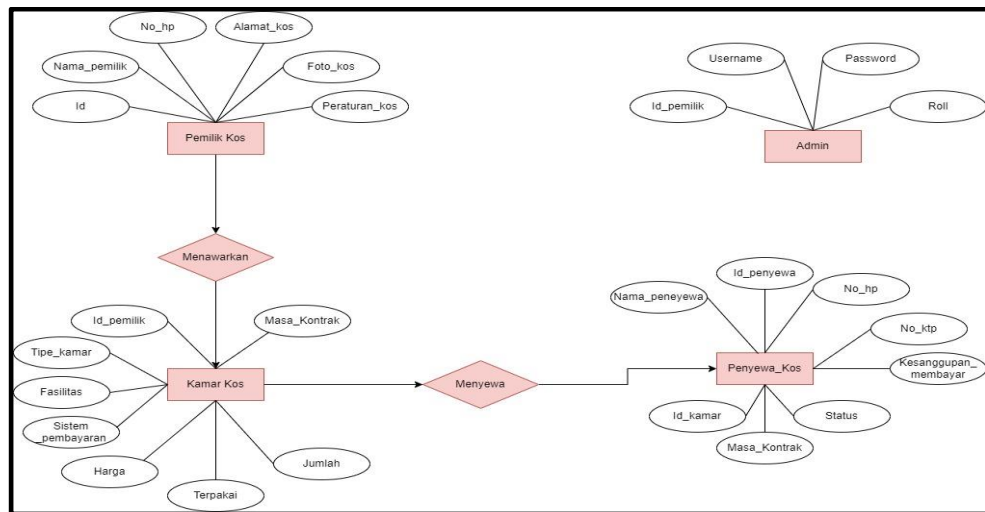 No_hp
Alamat_kos
Nama_pemilik
Foto_kos
Id
Peraturan_kos
Pemilik Kos
Username
Password
Id_pemilik
Roll
Admin
Menawarkan
Id_pemilik
Masa_Kontrak
Tipe_kamar
Fasilitas
Kamar Kos
Sistem
_pembayaran
Harga
Jumlah
Terpakai
Menyewa
Id_penyewa
Nama_peneyewa
No_hp
No_ktp
Penyewa_Kos
Kesanggupan_
membayar
Id_kamar
Status
Masa_Kontrak